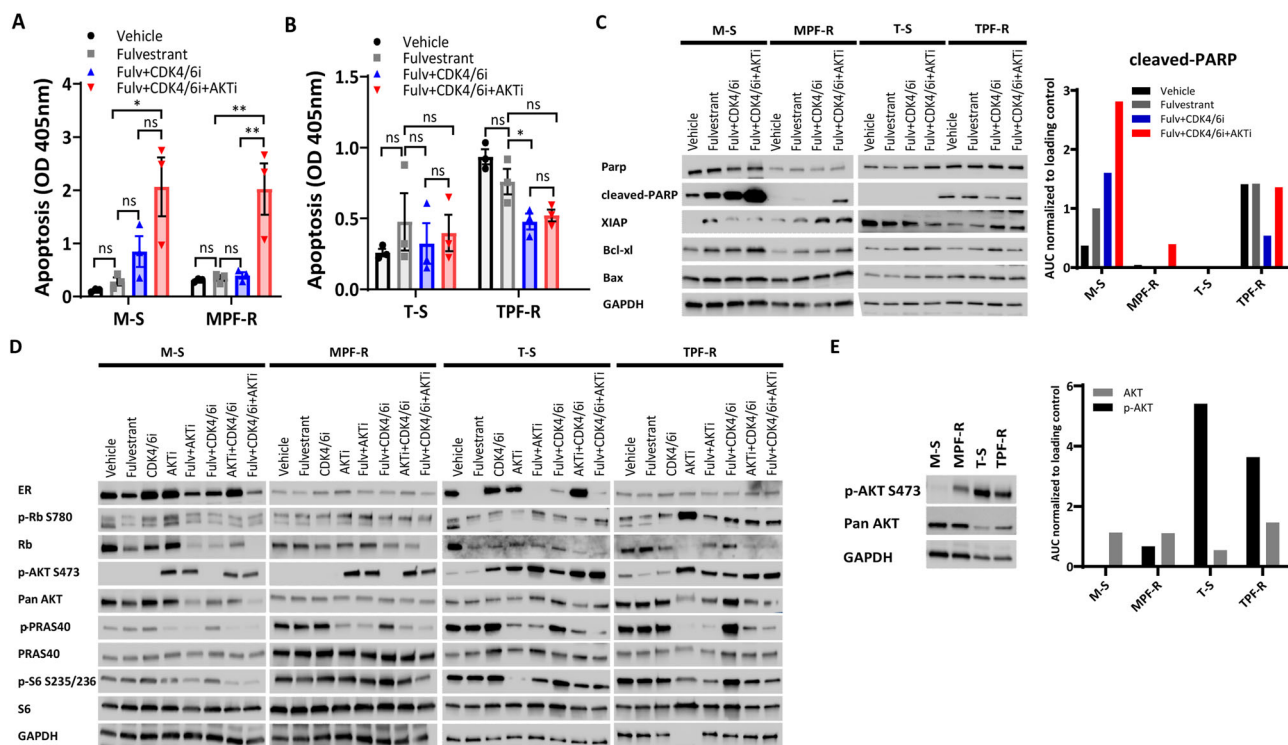 A
Vehicle
Fulvestrant
Fulv+CDK4/6i
Fulv+CDK4/6i+AKTi
Apoptosis (OD 405nm)
5
4
3
2
1
0
*
ns
ns
ns
**
**
ns
ns
M-S
MPF-R
B
Vehicle
Fulvestrant
Fulv+CDK4/6i
Fulv+CDK4/6i+AKTi
Apoptosis (OD 405nm)
1.5
1.0
0.5
0.0
ns
ns
ns
ns
ns
ns
*
ns
T-S
TPF-R
C
M-S
MPF-R
T-S
TPF-R
Vehicle
Fulvestrant
Fulv+CDK4/6i
Fulv+CDK4/6i+AKTi
Vehicle
Fulvestrant
Fulv+CDK4/6i
Fulv+CDK4/6i+AKTi
Vehicle
Fulvestrant
Fulv+CDK4/6i
Fulv+CDK4/6i+AKTi
Vehicle
Fulvestrant
Fulv+CDK4/6i
Fulv+CDK4/6i+AKTi
Parp
cleaved-PARP
XIAP
Bcl-xl
Bax
GAPDH
cleaved-PARP
Vehicle
Fulvestrant
Fulv+CDK4/6i
Fulv+CDK4/6i+AKTi
AUC normalized to loading control
3
2
1
0
M-S
MPF-R
T-S
TPF-R
D
M-S
MPF-R
T-S
TPF-R
Vehicle
Fulvestrant
CDK4/6i
AKTi
Fulv+AKTi
Fulv+CDK4/6i
AKTi+CDK4/6i
Fulv+CDK4/6i+AKTi
Vehicle
Fulvestrant
CDK4/6i
AKTi
Fulv+AKTi
Fulv+CDK4/6i
AKTi+CDK4/6i
Fulv+CDK4/6i+AKTi
Vehicle
Fulvestrant
CDK4/6i
AKTi
Fulv+AKTi
Fulv+CDK4/6i
AKTi+CDK4/6i
Fulv+CDK4/6i+AKTi
Vehicle
Fulvestrant
CDK4/6i
AKTi
Fulv+AKTi
Fulv+CDK4/6i
AKTi+CDK4/6i
Fulv+CDK4/6i+AKTi
ER
p-Rb S780
Rb
p-AKT S473
Pan AKT
p-PRAS40
PRAS40
p-S6 S235/236
S6
GAPDH
E
M-S
MPF-R
T-S
TPF-R
p-AKT S473
Pan AKT
GAPDH
AKT
p-AKT
AUC normalized to loading control
6
4
2
0
M-S
MPF-R
T-S
TPF-R